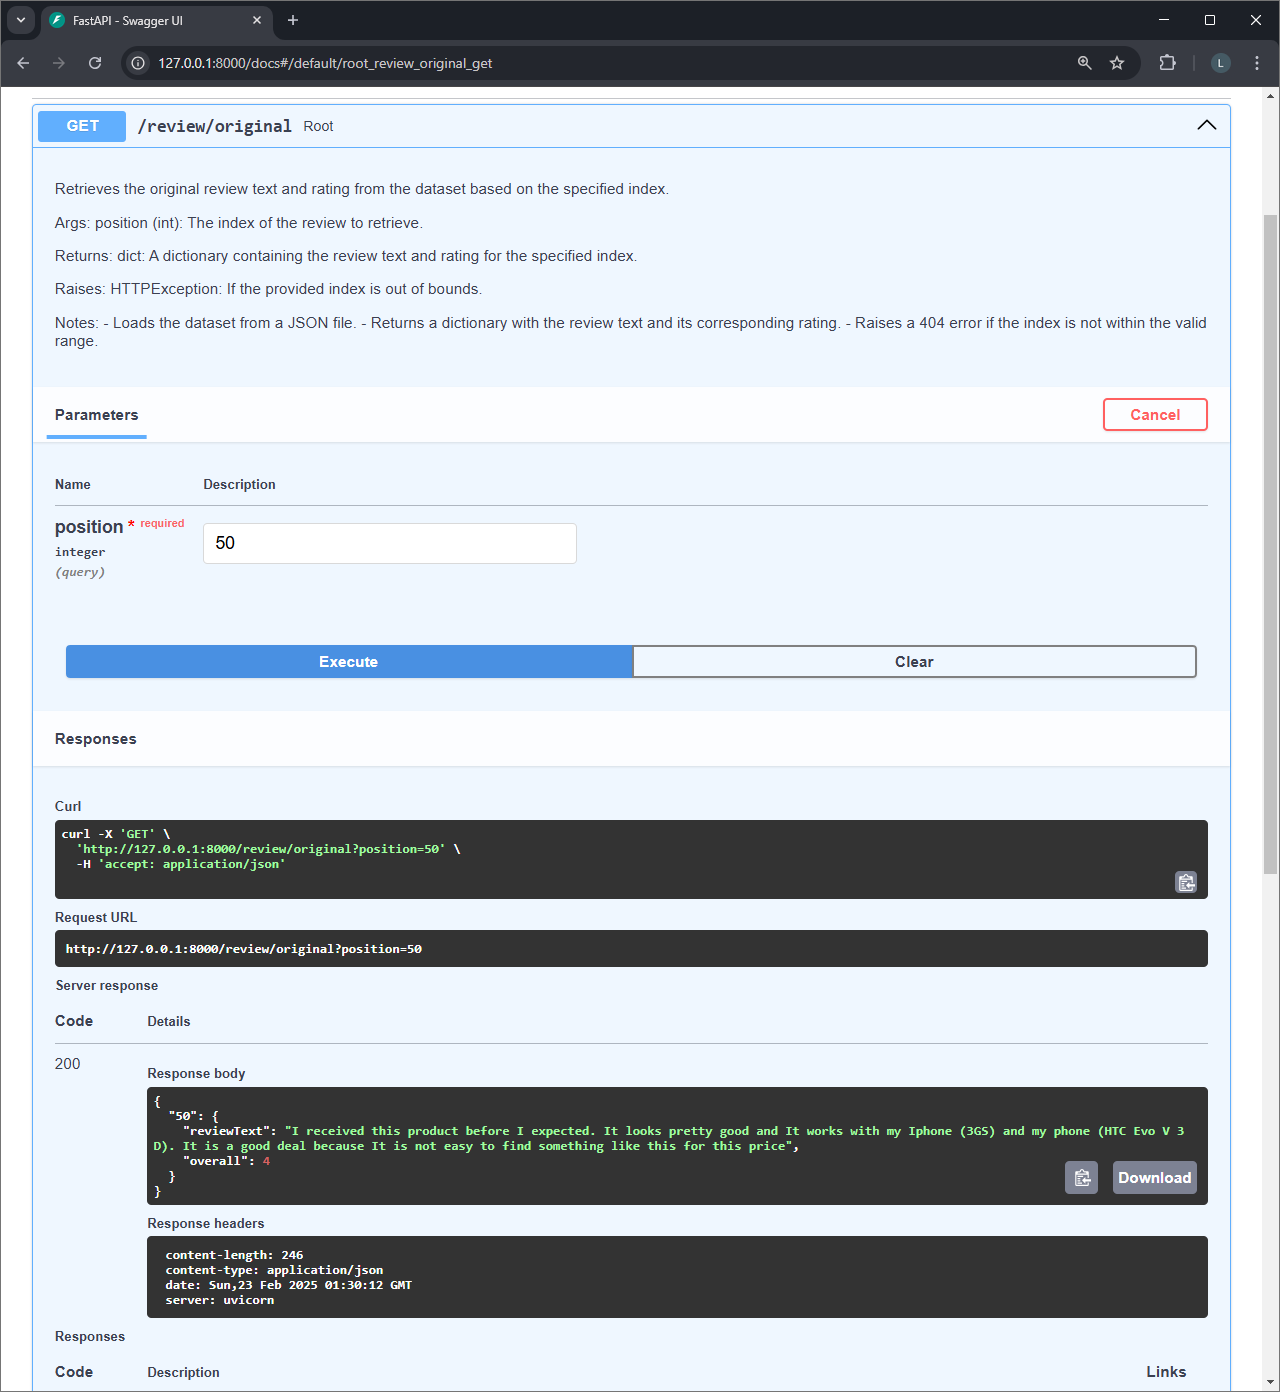 FastAPI - Swagger UI
127.0.0.1:8000/docs#/default/root_review_original_get
L
GET /review/original Root
Retrieves the original review text and rating from the dataset based on the specified index.
Args: position (int): The index of the review to retrieve.
Returns: dict: A dictionary containing the review text and rating for the specified index.
Raises: HTTPException: If the provided index is out of bounds.
Notes: - Loads the dataset from a JSON file. - Returns a dictionary with the review text and its corresponding rating. - Raises a 404 error if the index is not within the valid
range.
Parameters Cancel
Name Description
position * required
50
integer
(query)
Execute Clear
Responses
Curl
curl -X 'GET' \
'http://127.0.0.1:8000/review/original?position=50' \
-H 'accept: application/json'
Request URL
http://127.0.0.1:8000/review/original?position=50
Server response
Code Details
200
Response body
{
"50": {
"reviewText": "I received this product before I expected. It looks pretty good and It works with my Iphone (3GS) and my phone (HTC Evo V 3
D). It is a good deal because It is not easy to find something like this for this price",
"overall": 4
}
}
Download
Response headers
content-length: 246
content-type: application/json
date: Sun,23 Feb 2025 01:30:12 GMT
server: uvicorn
Responses
Code Description Links